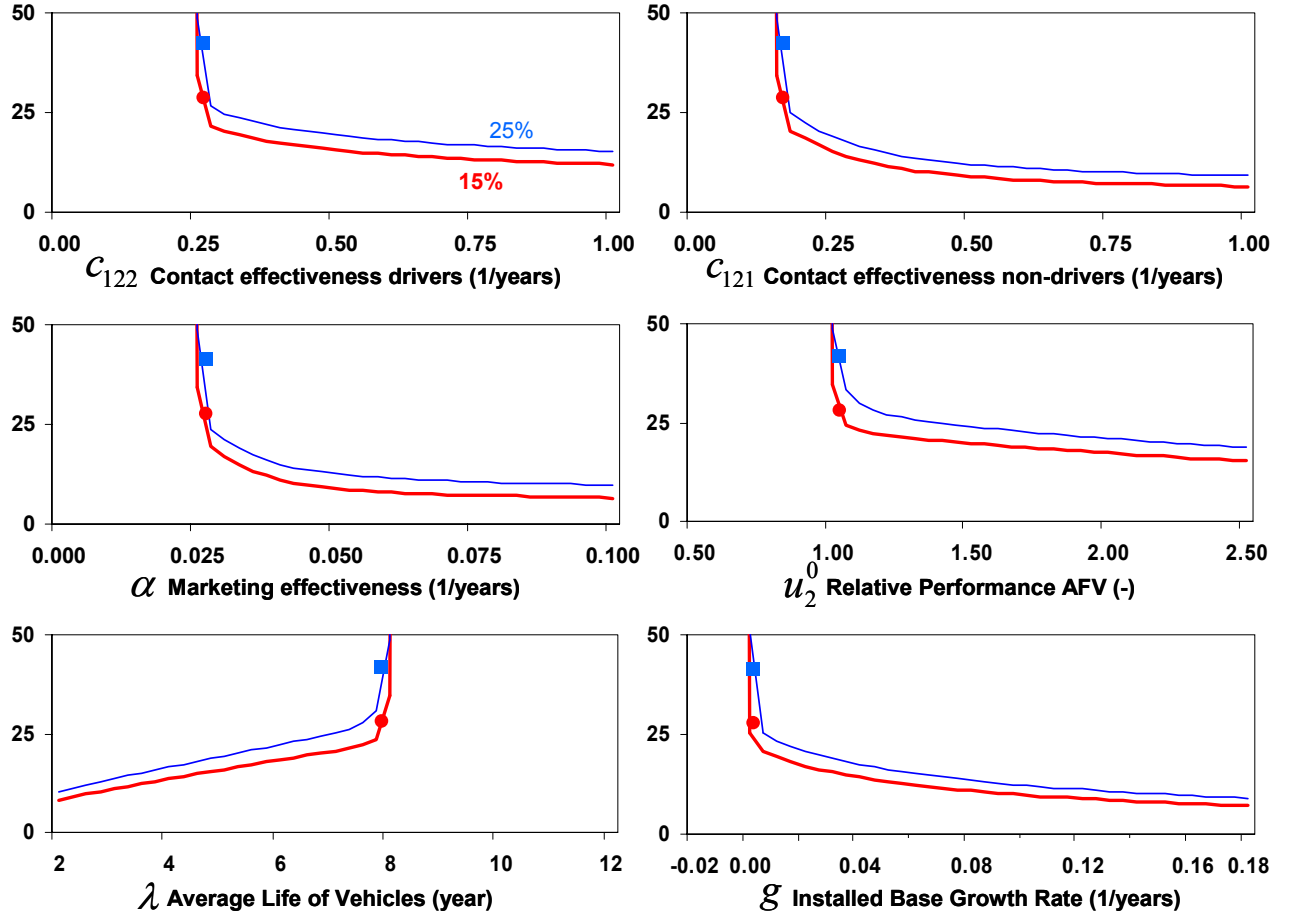 50
50
25
25
25%
15%
0
0
0.00 0.25 0.50 0.75 1.00
0.00 0.25 0.50 0.75 1.00
c122 Contact effectiveness drivers (1/years)
c121 Contact effectiveness non-drivers (1/years)
50
50
25
25
0
0
0.000 0.025 0.050 0.075 0.100
0.50 1.00 1.50 2.00 2.50
α Marketing effectiveness (1/years)
u02 Relative Performance AFV (-)
50
50
25
25
0
0
2 4 6 8 10 12
-0.02 0.00 0.04 0.08 0.12 0.16 0.18
λ Average Life of Vehicles (year)
g Installed Base Growth Rate (1/years)